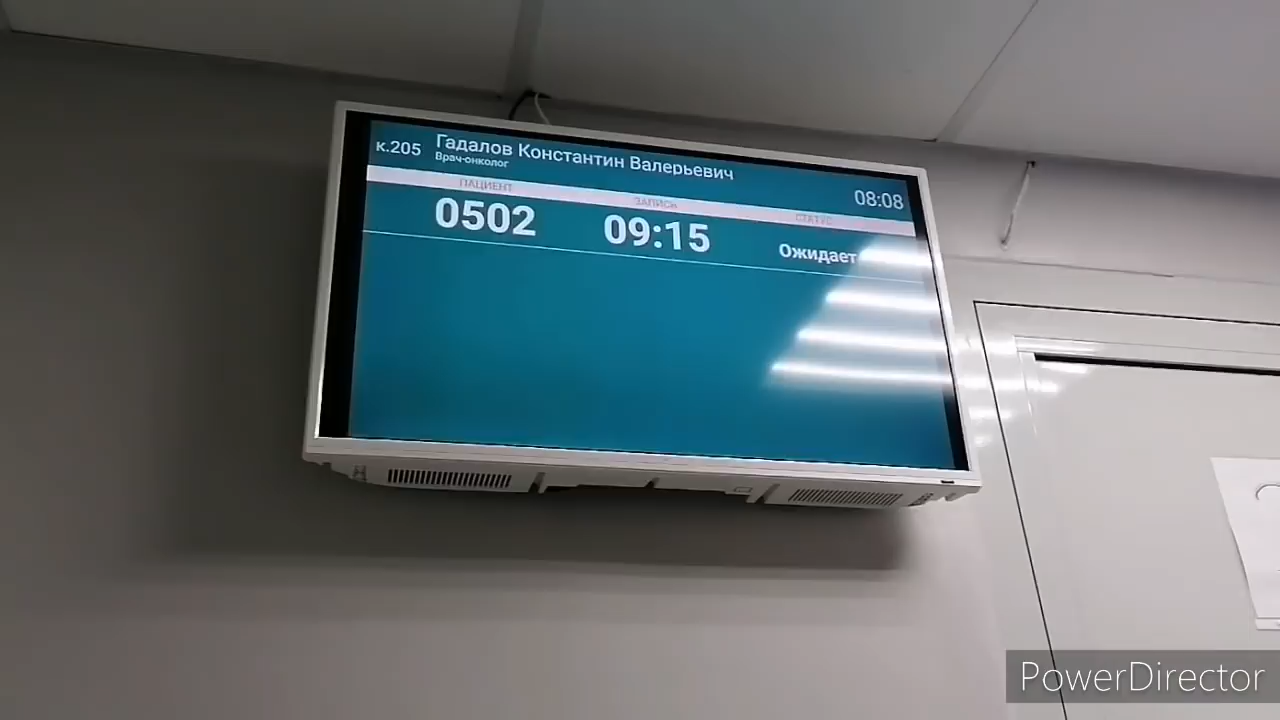 к.205 Гадалов Константин Валерьевич
Врач-онколог
08:08
ПАЦИЕНТ ЗАПИСЬ СТАТУС
0502 09:15 Ожидает
PowerDirector